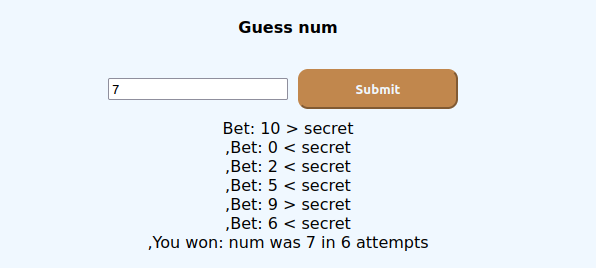 Guess num
7
Submit
Bet: 10 > secret
,Bet: 0 < secret
,Bet: 2 < secret
,Bet: 5 < secret
,Bet: 9 > secret
,Bet: 6 < secret
,You won: num was 7 in 6 attempts